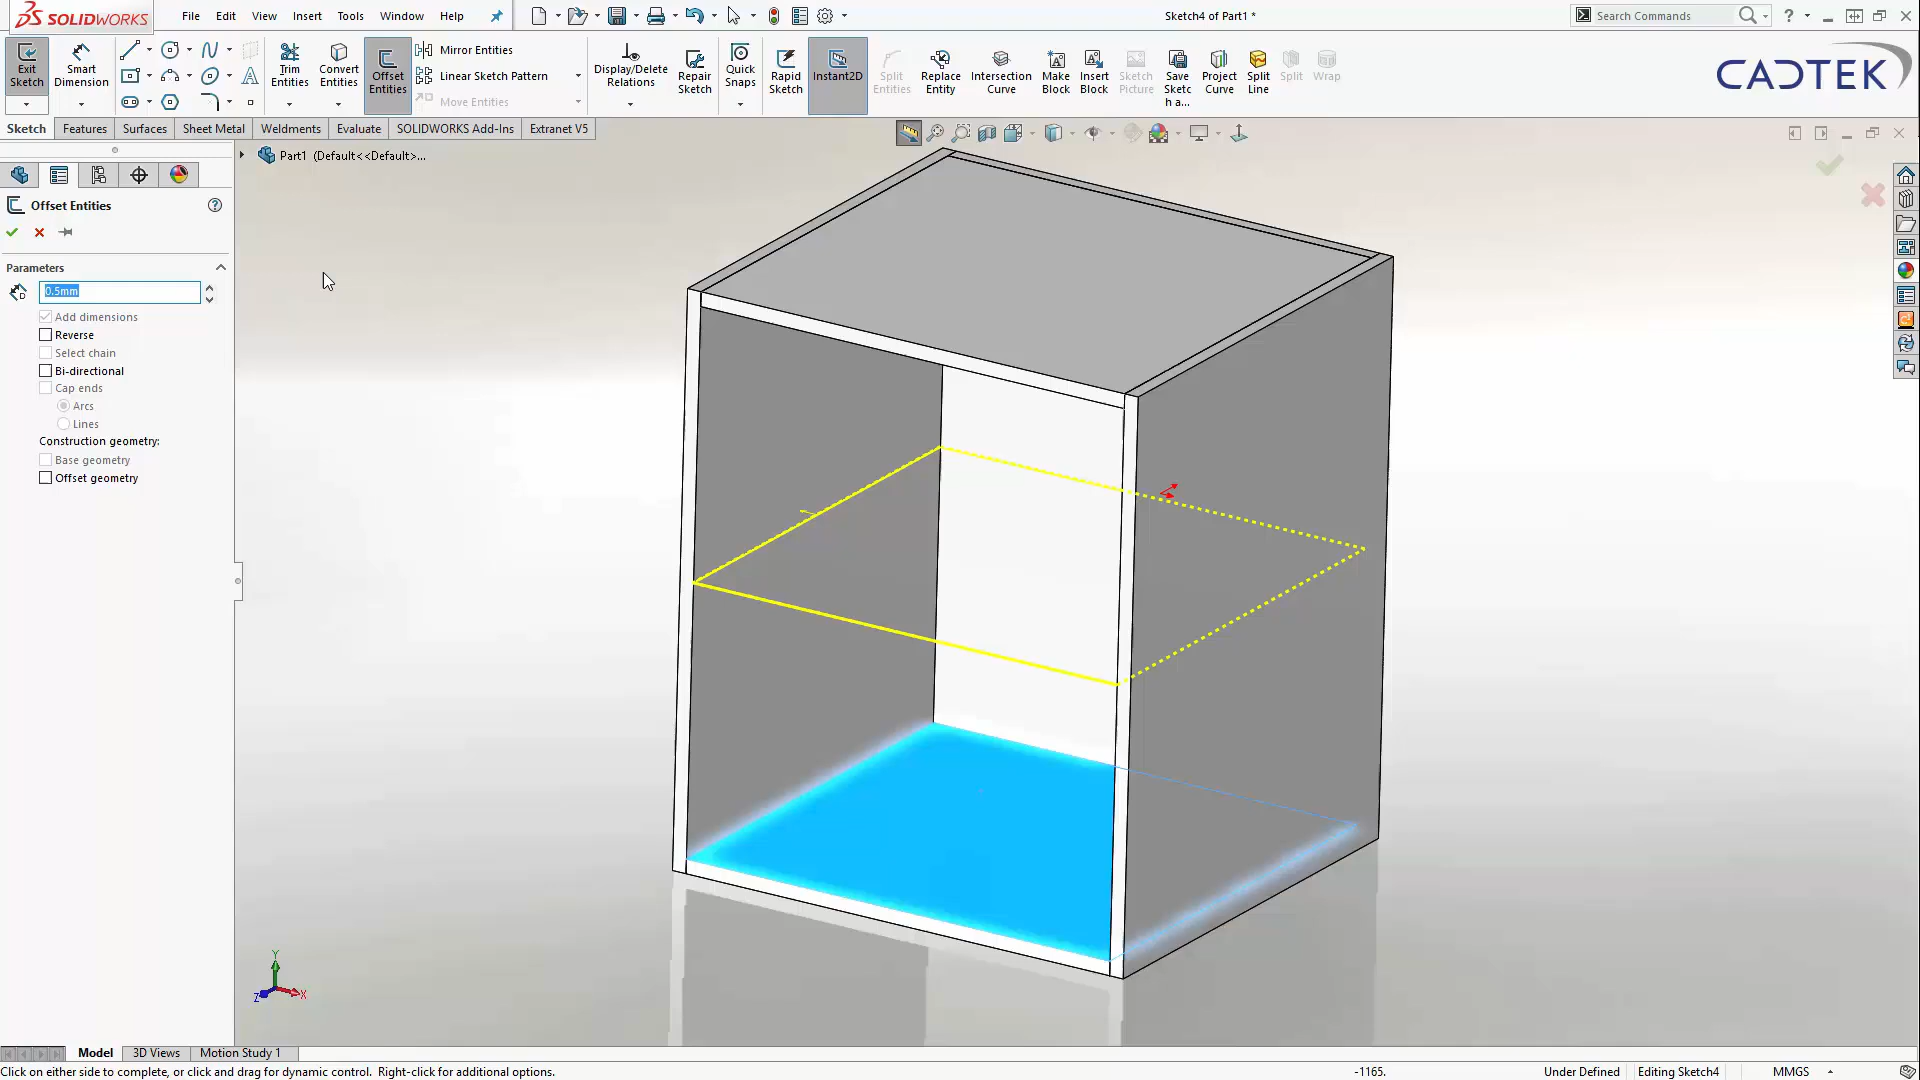 SOLIDWORKS File Edit View Insert Tools Window Help Sketch4 of Part1 * Search Commands
Exit Sketch
Smart Dimension
Trim Entities
Convert Entities
Offset Entities
Mirror Entities
Linear Sketch Pattern
Move Entities
Display/Delete Relations
Repair Sketch
Quick Snaps
Rapid Sketch
Instant2D
Split Entities
Replace Entity
Intersection Curve
Make Block
Insert Block
Sketch Picture
Save Sketc h a...
Project Curve
Split Line
Split
Wrap
CADTEK
Sketch Features Surfaces Sheet Metal Weldments Evaluate SOLIDWORKS Add-Ins Extranet V5
Part1 (Default<<Default>...
Offset Entities
Parameters
0.5mm
Add dimensions
Reverse
Select chain
Bi-directional
Cap ends
Arcs
Lines
Construction geometry:
Base geometry
Offset geometry
Y
Z X
Model 3D Views Motion Study 1
Click on either side to complete, or click and drag for dynamic control. Right-click for additional options. -1165. Under Defined Editing Sketch4 MMGS